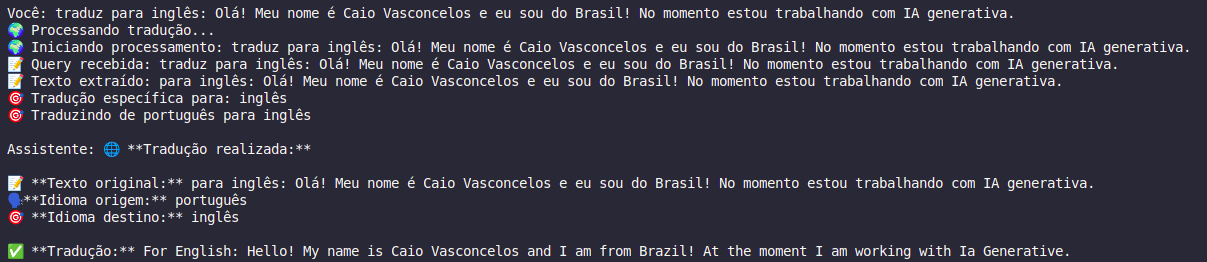 Você: traduz para inglês: Olá! Meu nome é Caio Vasconcelos e eu sou do Brasil! No momento estou trabalhando com IA generativa.
🌍 Processando tradução...
🌍 Iniciando processamento: traduz para inglês: Olá! Meu nome é Caio Vasconcelos e eu sou do Brasil! No momento estou trabalhando com IA generativa.
📝 Query recebida: traduz para inglês: Olá! Meu nome é Caio Vasconcelos e eu sou do Brasil! No momento estou trabalhando com IA generativa.
📝 Texto extraído: para inglês: Olá! Meu nome é Caio Vasconcelos e eu sou do Brasil! No momento estou trabalhando com IA generativa.
🎯 Tradução específica para: inglês
🎯 Traduzindo de português para inglês
Assistente: 🌐 **Tradução realizada:**
📝 **Texto original:** para inglês: Olá! Meu nome é Caio Vasconcelos e eu sou do Brasil! No momento estou trabalhando com IA generativa.
🗣️**Idioma origem:** português
🎯 **Idioma destino:** inglês
✅ **Tradução:** For English: Hello! My name is Caio Vasconcelos and I am from Brazil! At the moment I am working with Ia Generative.